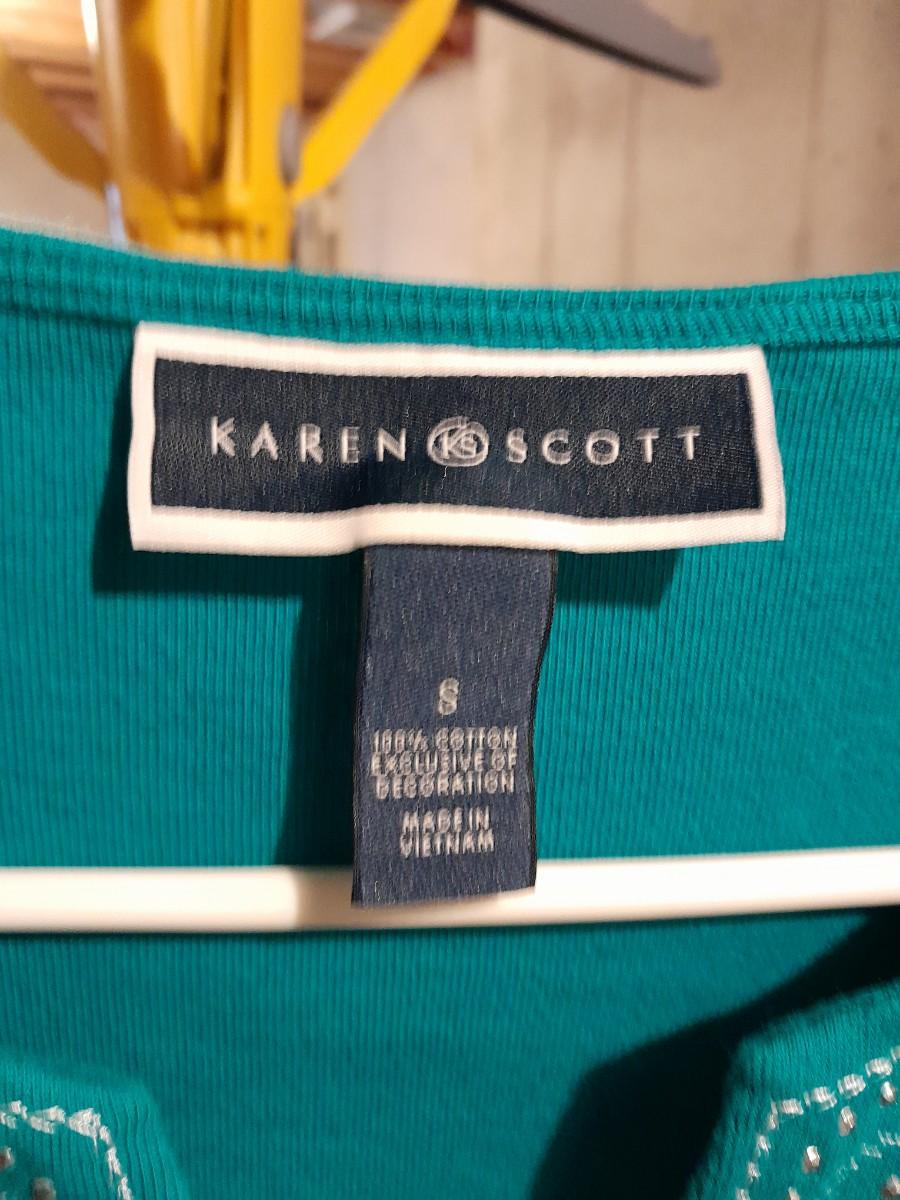 KAREN KS SCOTT
S
100% COTTON
EXCLUSIVE OF
DECORATION
MADE IN
VIETNAM